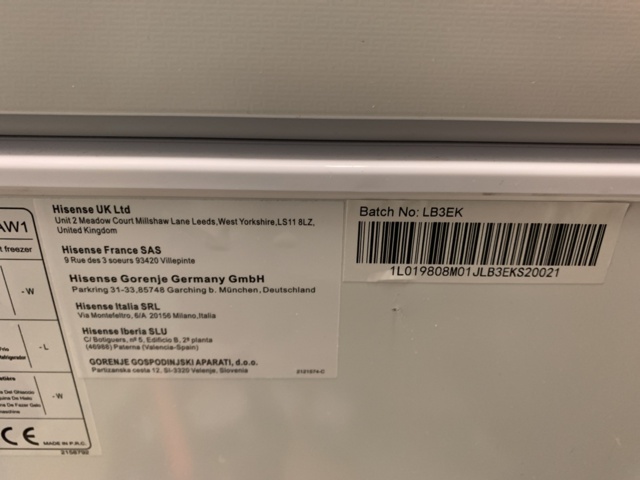 AW1
freezer
-W
-L
-W
CE
MADE IN P.R.C.
Hisense UK Ltd
Unit 2 Meadow Court Millshaw Lane Leeds,West Yorkshire,LS11 8LZ,
United Kingdom
Hisense France SAS
9 Rue des 3 soeurs 93420 Villepinte
Hisense Gorenje Germany GmbH
Parkring 31-33,85748 Garching b. München, Deutschland
Hisense Italia SRL
Via Montefeltro, 6/A 20156 Milano,Italia
Hisense Iberia SLU
C/ Botiguers, nº 5, Edificio B, 2ª planta
(46988) Paterna (Valencia-Spain)
GORENJE GOSPODINJSKI APARATI, d.o.o.
Partizanska cesta 12, SI-3320 Velenje, Slovenia
Batch No: LB3EK
1L019808M01JLB3EKS20021